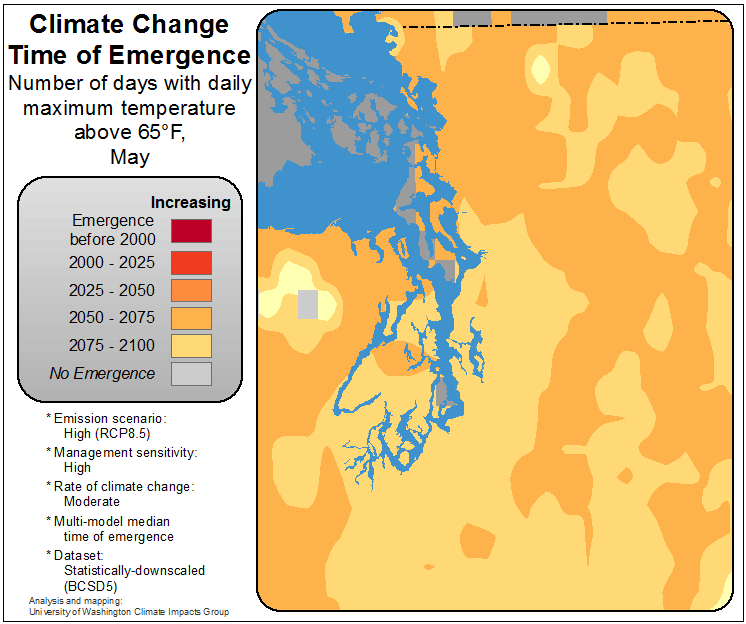 Climate Change
Time of Emergence
Number of days with daily
maximum temperature
above 65°F,
May
Increasing
Emergence
before 2000
2000 - 2025
2025 - 2050
2050 - 2075
2075 - 2100
No Emergence
* Emission scenario:
High (RCP8.5)
* Management sensitivity:
High
* Rate of climate change:
Moderate
* Multi-model median
time of emergence
* Dataset:
Statistically-downscaled
(BCSD5)
Analysis and mapping:
University of Washington Climate Impacts Group